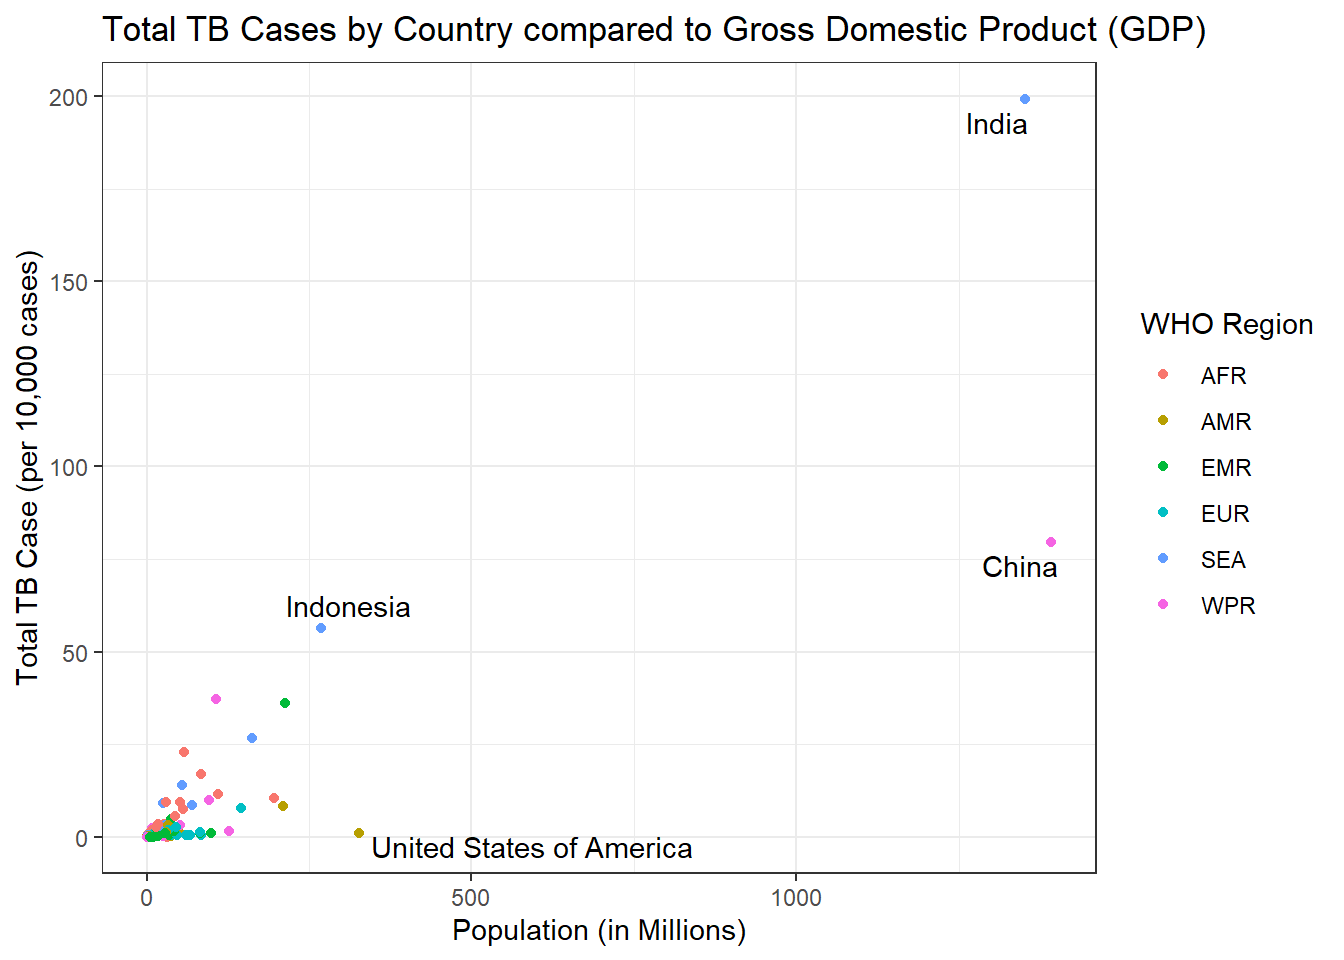 Total TB Cases by Country compared to Gross Domestic Product (GDP)
Total TB Case (per 10,000 cases)
200
150
100
50
0
India
China
Indonesia
United States of America
0 500 1000
Population (in Millions)
WHO Region
AFR
AMR
EMR
EUR
SEA
WPR